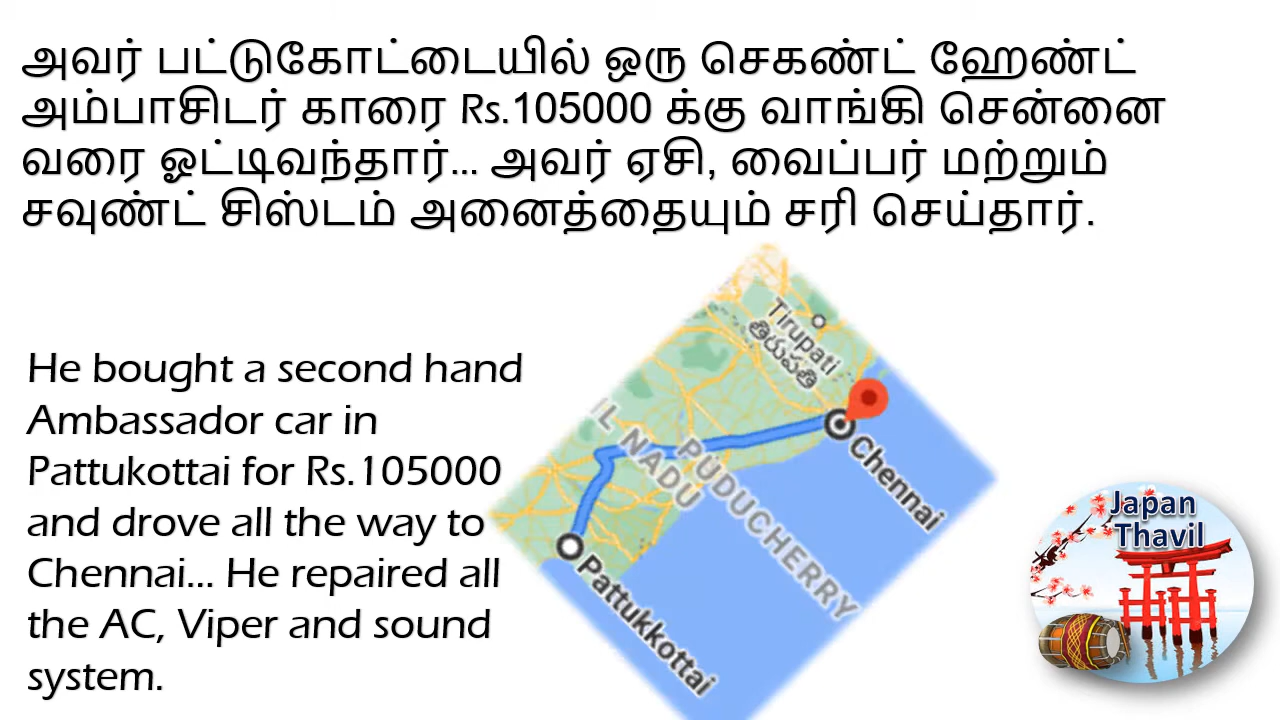 அவர் பட்டுகோட்டையில் ஒரு செகண்ட் ஹேண்ட்
அம்பாசிடர் காரை Rs.105000 க்கு வாங்கி சென்னை
வரை ஓட்டிவந்தார்... அவர் ஏசி, வைப்பர் மற்றும்
சவுண்ட் சிஸ்டம் அனைத்தையும் சரி செய்தார்.
He bought a second hand
Ambassador car in
Pattukottai for Rs.105000
and drove all the way to
Chennai... He repaired all
the AC, Viper and sound
system.
Tirupati
తిరుపతి
Chennai
IL NADU
PUDUCHERRY
Pattukkottai
Japan
Thavil